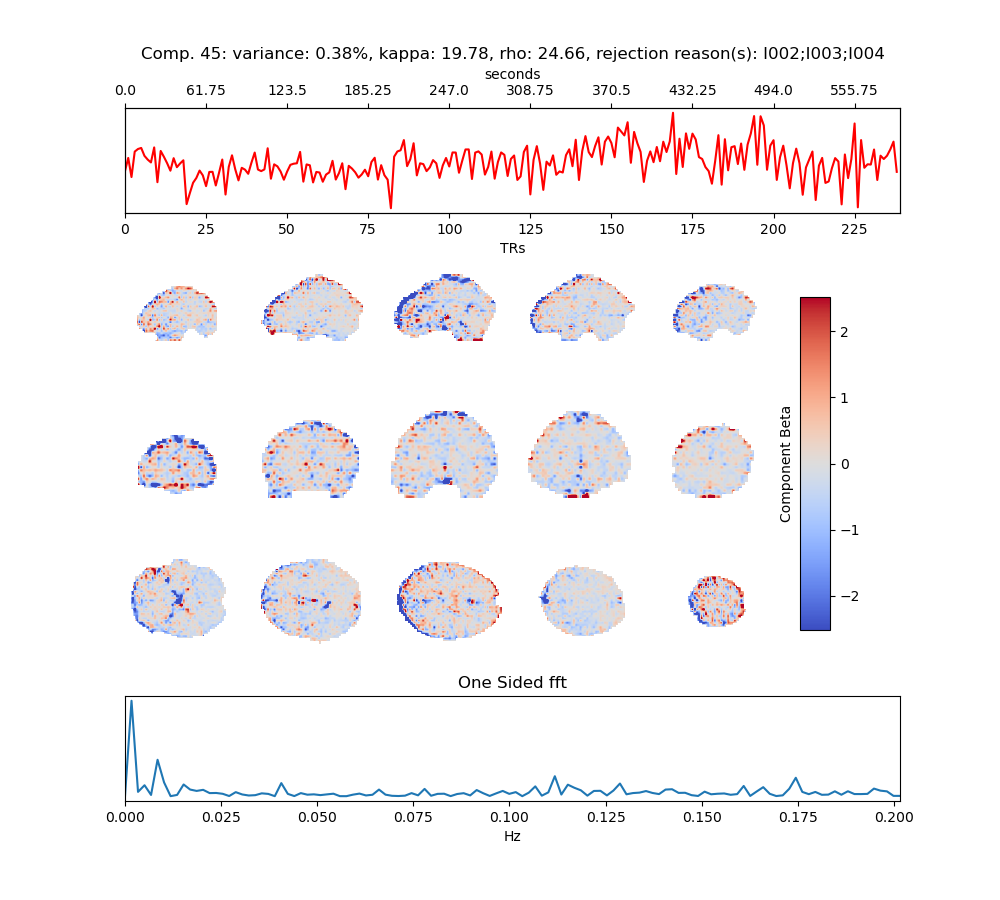 Comp. 45: variance: 0.38%, kappa: 19.78, rho: 24.66, rejection reason(s): I002;I003;I004
seconds
0.0 61.75 123.5 185.25 247.0 308.75 370.5 432.25 494.0 555.75
0 25 50 75 100 125 150 175 200 225
TRs
2
1
0
−1
−2
Component Beta
One Sided fft
0.000 0.025 0.050 0.075 0.100 0.125 0.150 0.175 0.200
Hz